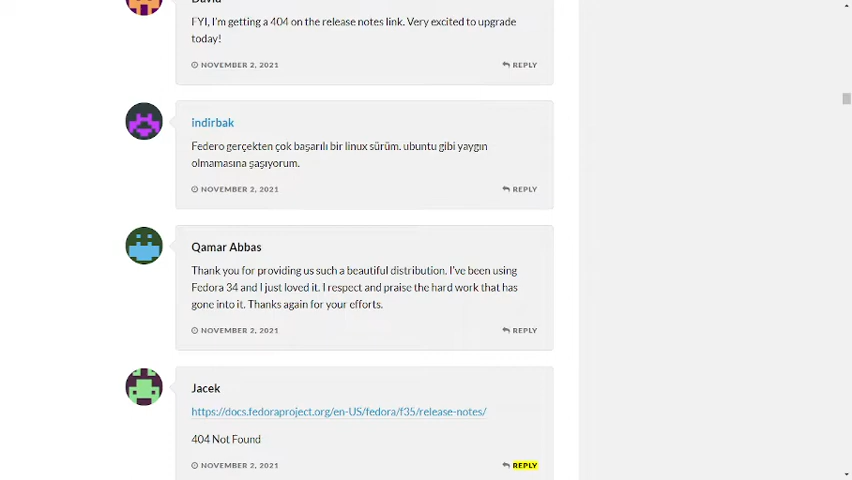 David
FYI, I'm getting a 404 on the release notes link. Very excited to upgrade
today!
NOVEMBER 2, 2021
REPLY
indirbak
Federo gerçekten çok başarılı bir linux sürüm. ubuntu gibi yaygın
olmamasına şaşıyorum.
NOVEMBER 2, 2021
REPLY
Qamar Abbas
Thank you for providing us such a beautiful distribution. I've been using
Fedora 34 and I just loved it. I respect and praise the hard work that has
gone into it. Thanks again for your efforts.
NOVEMBER 2, 2021
REPLY
Jacek
https://docs.fedoraproject.org/en-US/fedora/f35/release-notes/
404 Not Found
NOVEMBER 2, 2021
REPLY